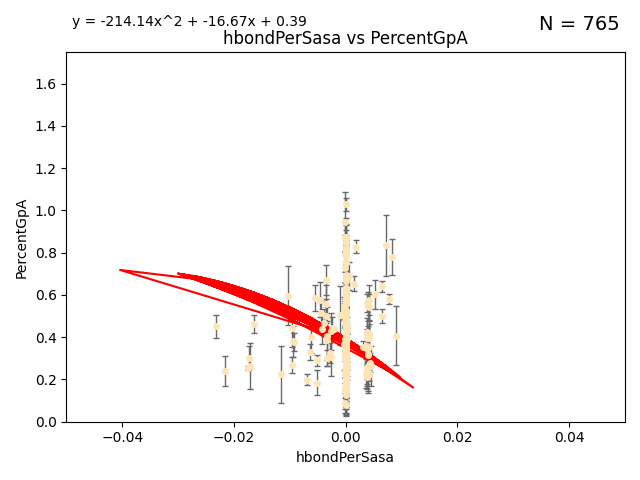 y = -214.14x^2 + -16.67x + 0.39
N = 765
hbondPerSasa vs PercentGpA
1.6
1.4
1.2
1.0
0.8
0.6
0.4
0.2
0.0
PercentGpA
−0.04
−0.02
0.00
0.02
0.04
hbondPerSasa